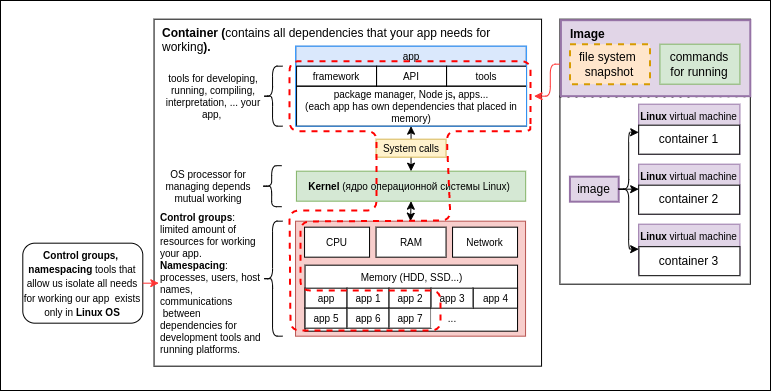 Container (contains all dependencies that your app needs for
working).
app
framework
API
tools
package manager, Node js, apps...
(each app has own dependencies that placed in
memory)
tools for developing,
running, compiling,
interpretation, ... your
app,
System calls
OS processor for
managing depends
mutual working
Kernel (ядро операционной системы Linux)
Control groups:
limited amount of
resources for working
your app.
Namespacing:
processes, users, host
names,
communications
between
dependencies for
development tools and
running platforms.
CPU
RAM
Network
Memory (HDD, SSD...)
app
app 1
app 2
app 3
app 4
app 5
app 6
app 7
...
Control groups,
namespacing tools that
allow us isolate all needs
for working our app exists
only in Linux OS
Image
file system
snapshot
commands
for running
image
Linux virtual machine
container 1
Linux virtual machine
container 2
Linux virtual machine
container 3